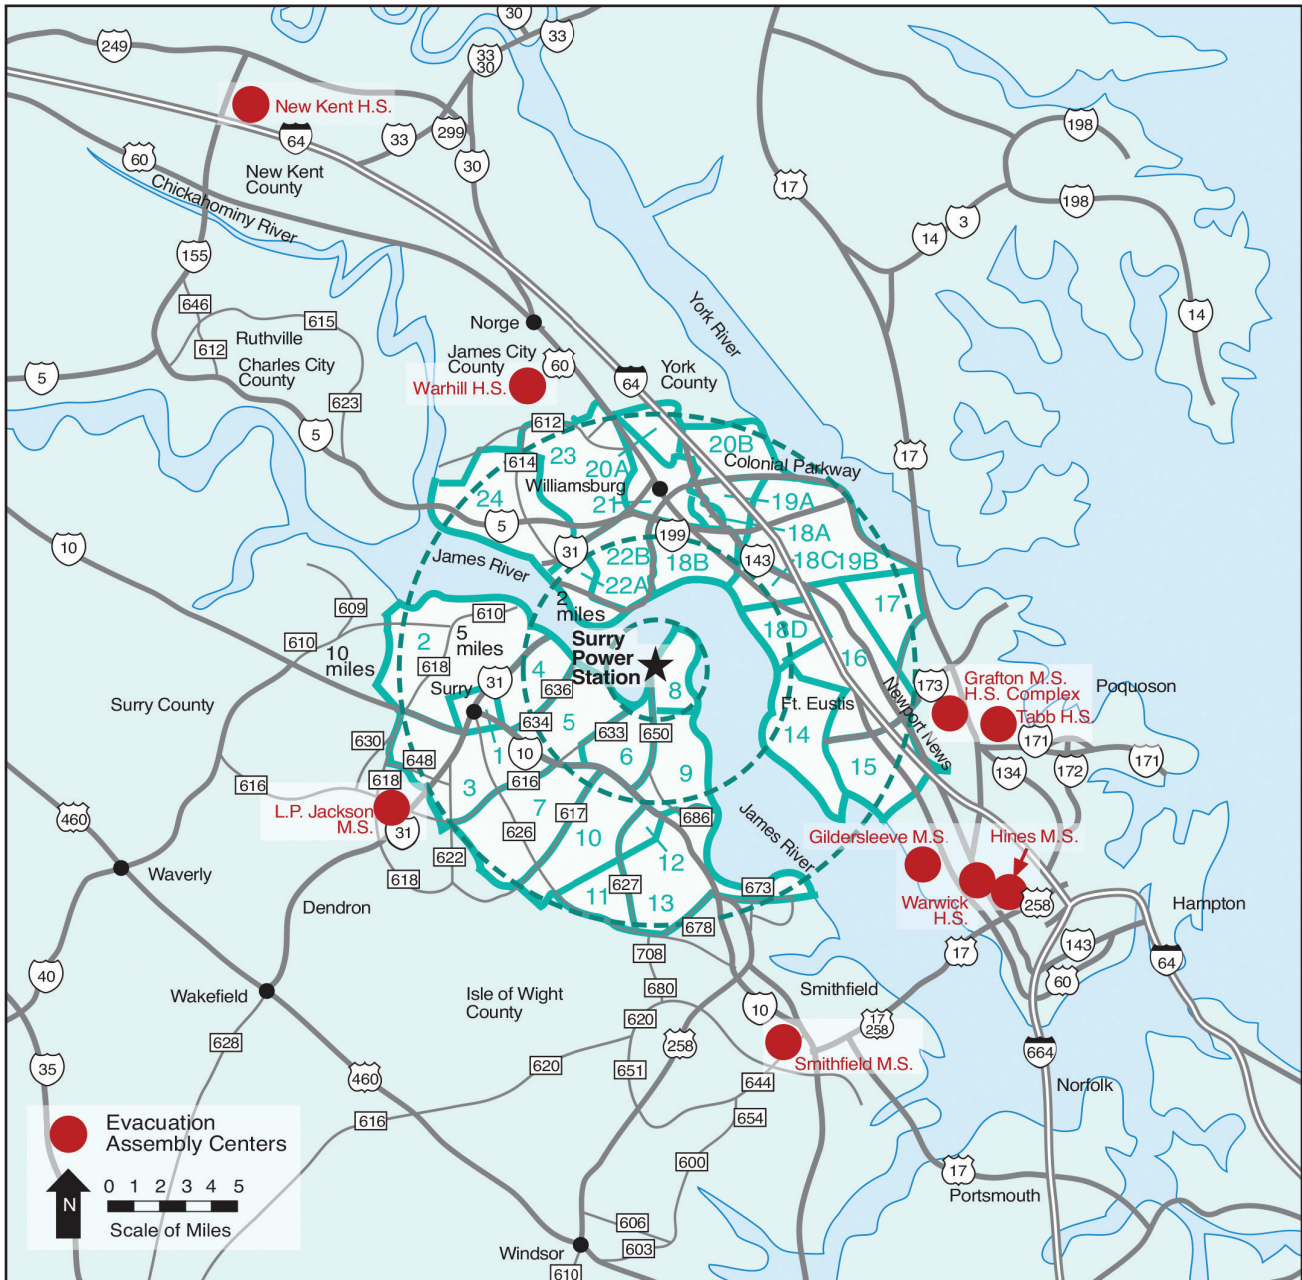 30
33
249
33
30
New Kent H.S.
64
33
299
198
60
30
New Kent
County
17
198
Chickahominy River
3
14
155
646
615
York River
14
Norge
Ruthville
612
James City
County
60
Charles City
County
York
County
5
64
Warhill H.S.
623
612
5
20B
17
23
614
20A
Colonial Parkway
Williamsburg
24
21
19A
5
199
18A
10
31
22B
18B
143
18C
19B
James River
22A
17
2
miles
609
610
18D
610
2
5
miles
Surry
Power
Station
10
miles
618
4
16
Surry
31
636
8
173
Grafton M.S.
H.S. Complex
Poquoson
Surry County
Ft. Eustis
Newport News
Tabb H.S.
634
5
633
650
14
171
630
648
1
10
6
171
616
618
3
616
9
15
134
172
L.P. Jackson
M.S.
7
617
686
James River
460
31
626
10
Gildersleeve M.S.
Hines M.S.
622
12
Waverly
618
11
627
673
Warwick
H.S.
258
Dendron
13
Hampton
678
17
143
708
64
40
60
Wakefield
680
Smithfield
Isle of Wight
County
10
620
17
258
628
258
664
35
620
651
Smithfield M.S.
460
644
Norfolk
Evacuation
Assembly Centers
616
654
600
17
N
0 1 2 3 4 5
Scale of Miles
Portsmouth
606
603
Windsor
610